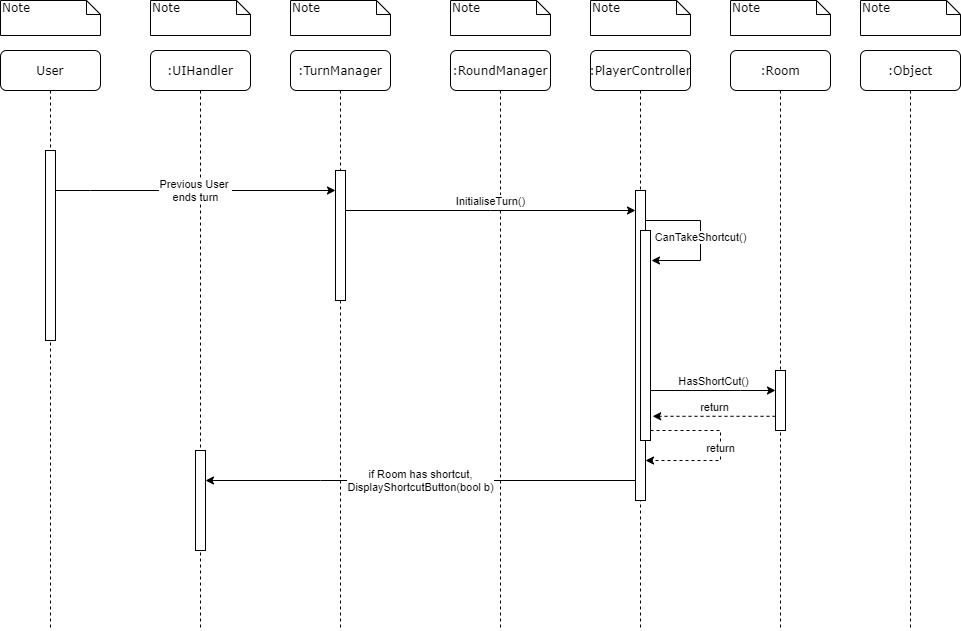 Note
Note
Note
Note
Note
Note
Note
User
:UIHandler
:TurnManager
:RoundManager
:PlayerController
:Room
:Object
Previous User
ends turn
InitialiseTurn()
CanTakeShortcut()
HasShortCut()
return
return
if Room has shortcut,
DisplayShortcutButton(bool b)